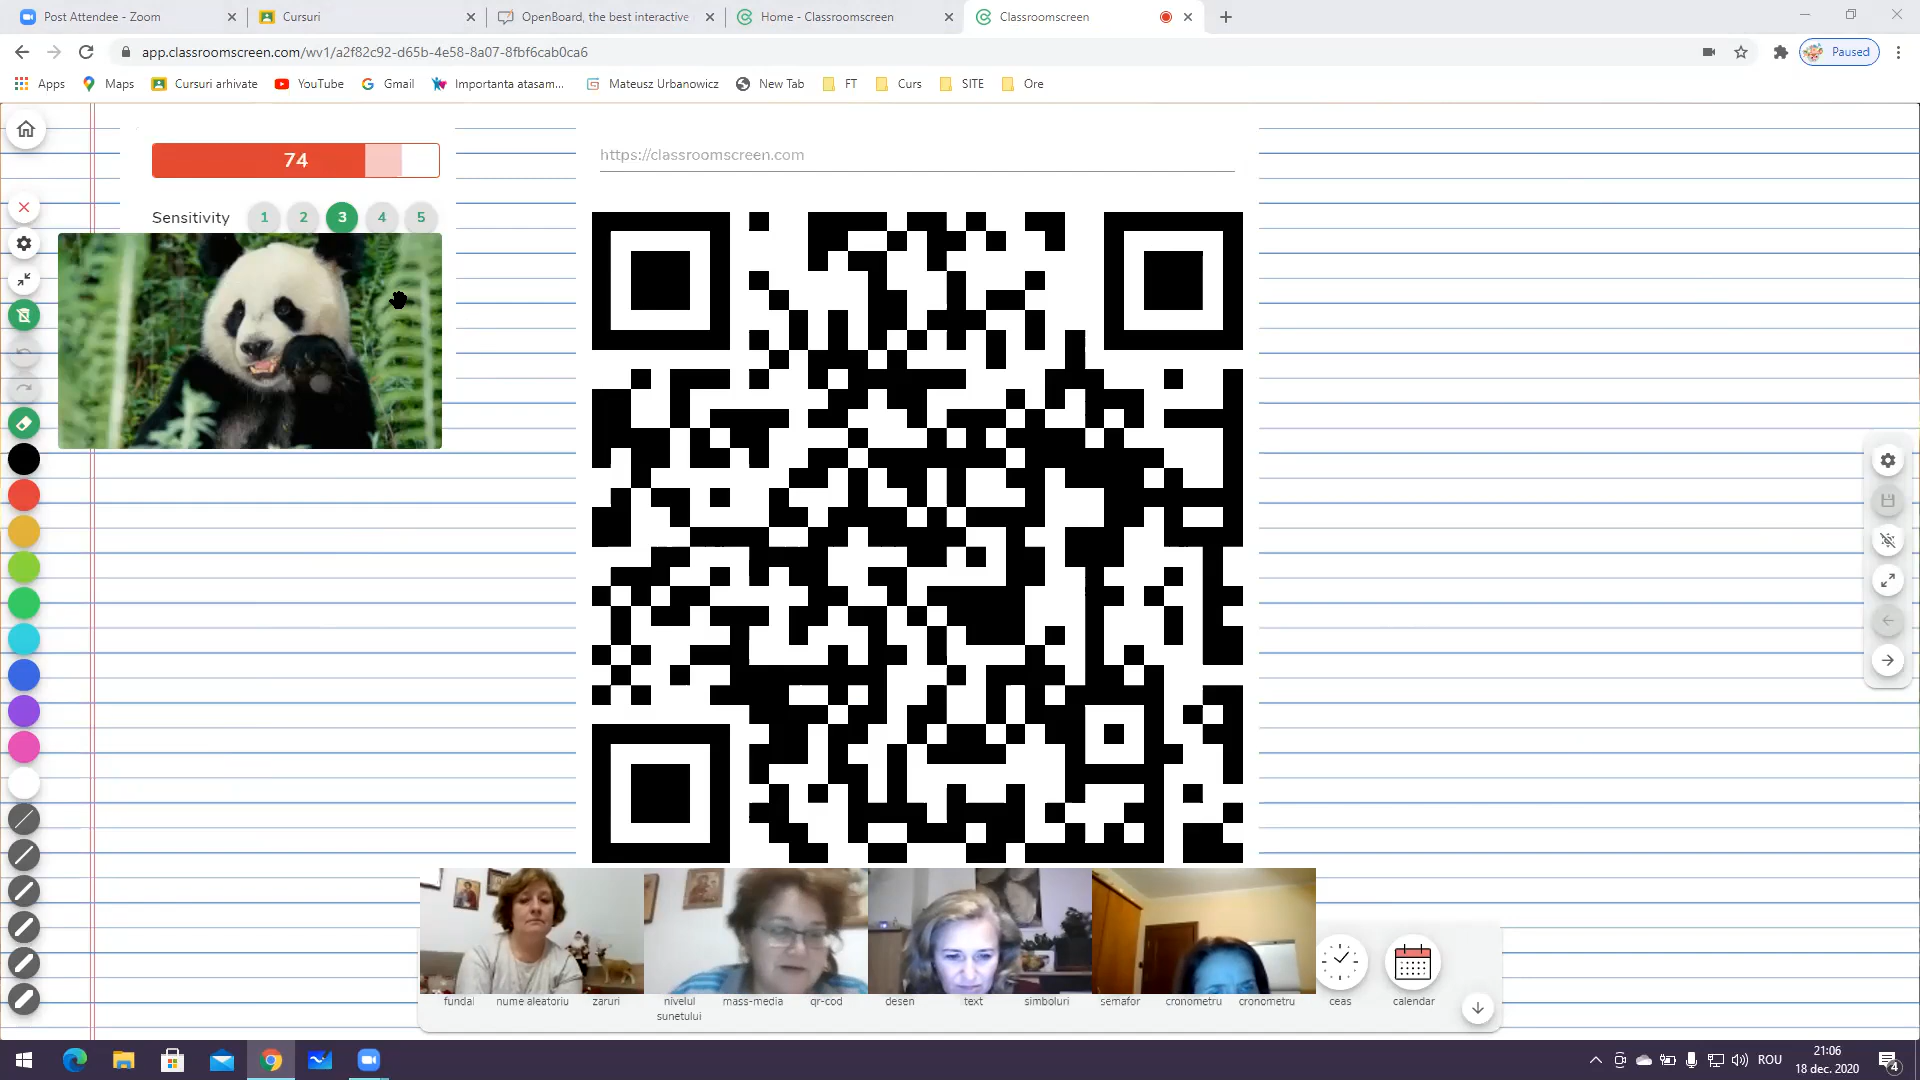 Post Attendee - Zoom
Cursuri
OpenBoard, the best interactive
Home - Classroomscreen
Classroomscreen
app.classroomscreen.com/wv1/a2f82c92-d65b-4e58-8a07-8fbf6cab0ca6
Paused
Apps
Maps
Cursuri arhivate
YouTube
Gmail
Importanta atasam...
Mateusz Urbanowicz
New Tab
FT
Curs
SITE
Ore
74
https://classroomscreen.com
Sensitivity 1 2 3 4 5
fundal
nume aleatoriu
zaruri
nivelul
sunetului
mass-media
qr-cod
desen
text
simboluri
semafor
cronometru
cronometru
ceas
calendar
ROU
21:06
18 dec. 2020
4